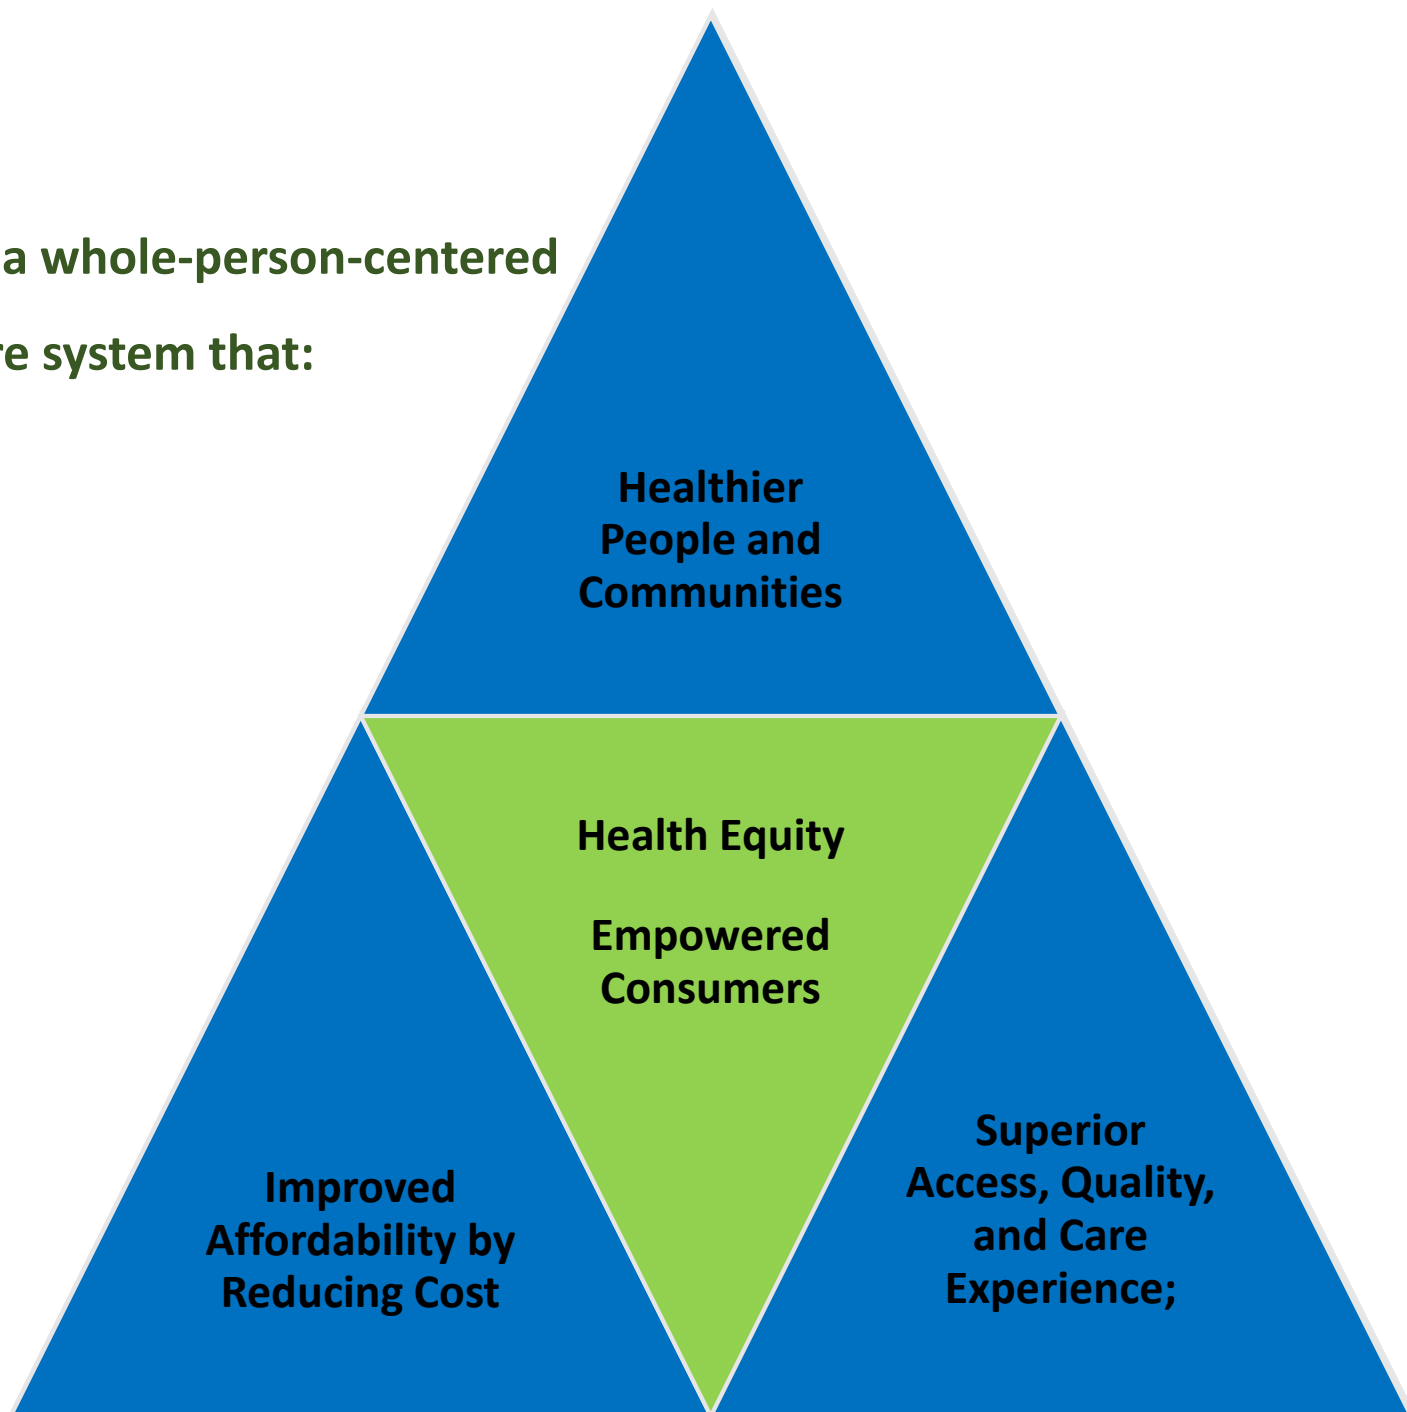 a whole-person-centered
re system that:
Healthier
People and
Communities
Health Equity
Empowered
Consumers
Improved
Affordability by
Reducing Cost
Superior
Access, Quality,
and Care
Experience;